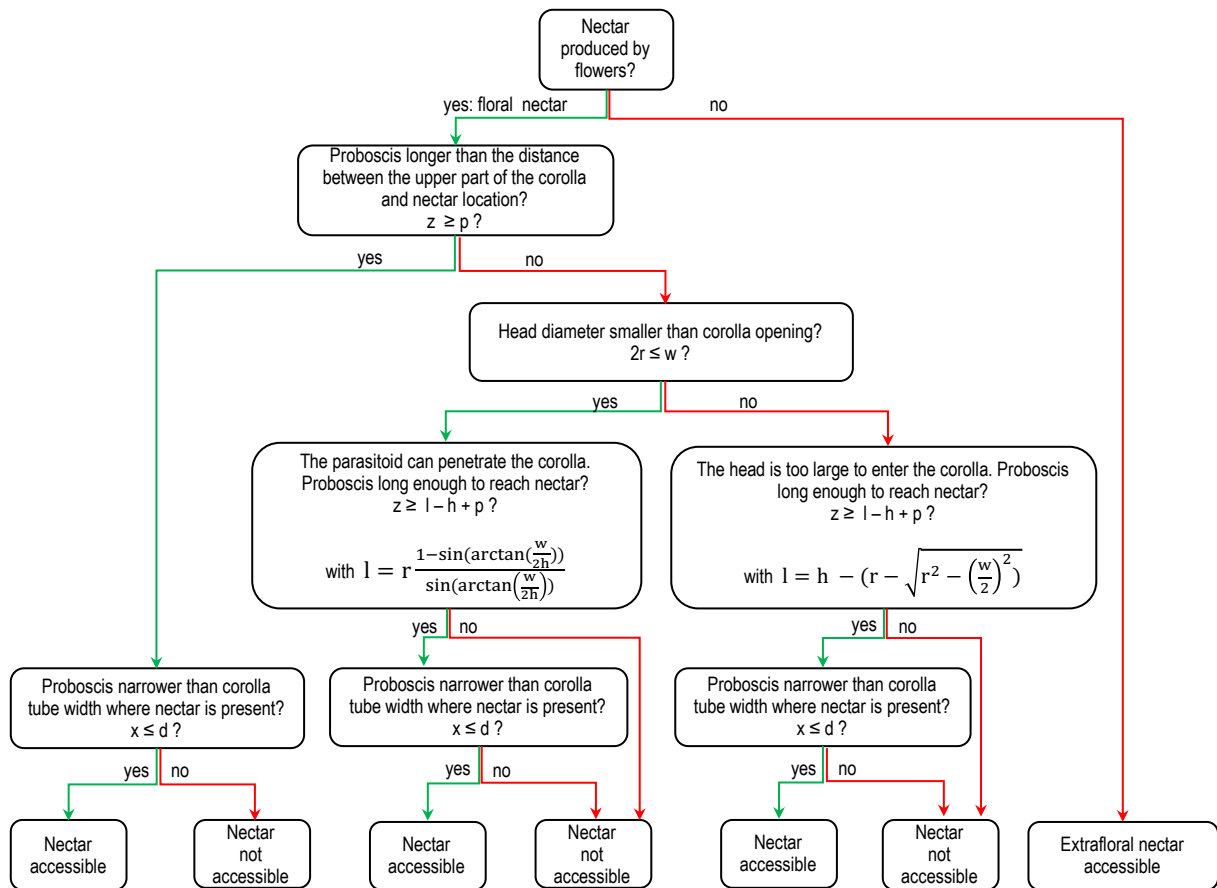 Nectar
produced by
flowers?
yes: floral nectar
no
Proboscis longer than the distance
between the upper part of the corolla
and nectar location?
z ≥ p ?
yes
no
Head diameter smaller than corolla opening?
2r ≤ w ?
yes
no
The parasitoid can penetrate the corolla.
Proboscis long enough to reach nectar?
z ≥ l – h + p ?
with l = r \frac{1−sin(arctan(\frac{w}{2h}))}{sin(arctan(\frac{w}{2h}))}
The head is too large to enter the corolla. Proboscis
long enough to reach nectar?
z ≥ l – h + p ?
with l = h − (r − \sqrt{r^2 − (\frac{w}{2})^2})
yes
no
yes
no
Proboscis narrower than corolla
tube width where nectar is present?
x ≤ d ?
Proboscis narrower than corolla
tube width where nectar is present?
x ≤ d ?
Proboscis narrower than corolla
tube width where nectar is present?
x ≤ d ?
yes
no
yes
no
yes
no
Nectar
accessible
Nectar
not
accessible
Nectar
accessible
Nectar
not
accessible
Nectar
accessible
Nectar
not
accessible
Extrafloral nectar
accessible